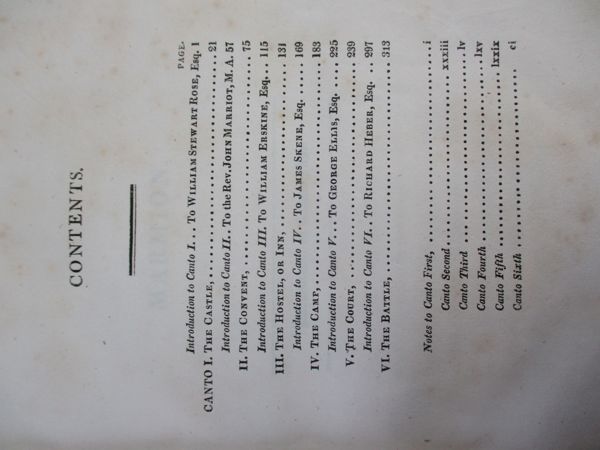 CONTENTS.
PAGE.
Introduction to Canto I... To WILLIAM STEWART ROSE, Esq. 1
CANTO I. THE CASTLE, 21
Introduction to Canto II. To the Rev. JOHN MARRIOT, M. A. 57
II. THE CONVENT, 75
Introduction to Canto III. To WILLIAM ERSKINE, Esq... 115
III. THE HOSTEL, OR INN, 131
Introduction to Canto IV.. To JAMES SKENE, Esq. 169
IV. THE CAMP, 183
Introduction to Canto V... To GEORGE ELLIS, Esq. 225
V. THE COURT, 239
Introduction to Canto VI.. To RICHARD HEBER, Esq. .. 297
VI. THE BATTLE, 313
Notes to Canto First, i
Canto Second xxxiii
Canto Third lv
Canto Fourth lxv
Canto Fifth lxxix
Canto Sixth ci